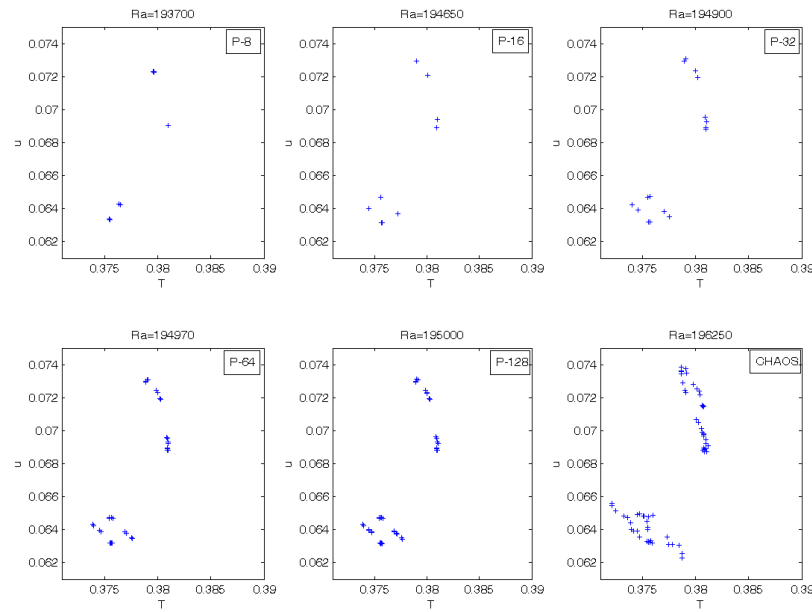 Ra=193700 Ra=194650 Ra=194900
P-8 P-16 P-32
0.074 0.074 0.074
0.072 0.072 0.072
0.07 0.07 0.07
0.068 0.068 0.068
u u u
0.066 0.066 0.066
0.064 0.064 0.064
0.062 0.062 0.062
0.375 0.38 0.385 0.39 0.375 0.38 0.385 0.39 0.375 0.38 0.385 0.39
T T T
Ra=194970 Ra=195000 Ra=196250
P-64 P-128 CHAOS
0.074 0.074 0.074
0.072 0.072 0.072
0.07 0.07 0.07
0.068 0.068 0.068
u u u
0.066 0.066 0.066
0.064 0.064 0.064
0.062 0.062 0.062
0.375 0.38 0.385 0.39 0.375 0.38 0.385 0.39 0.375 0.38 0.385 0.39
T T T